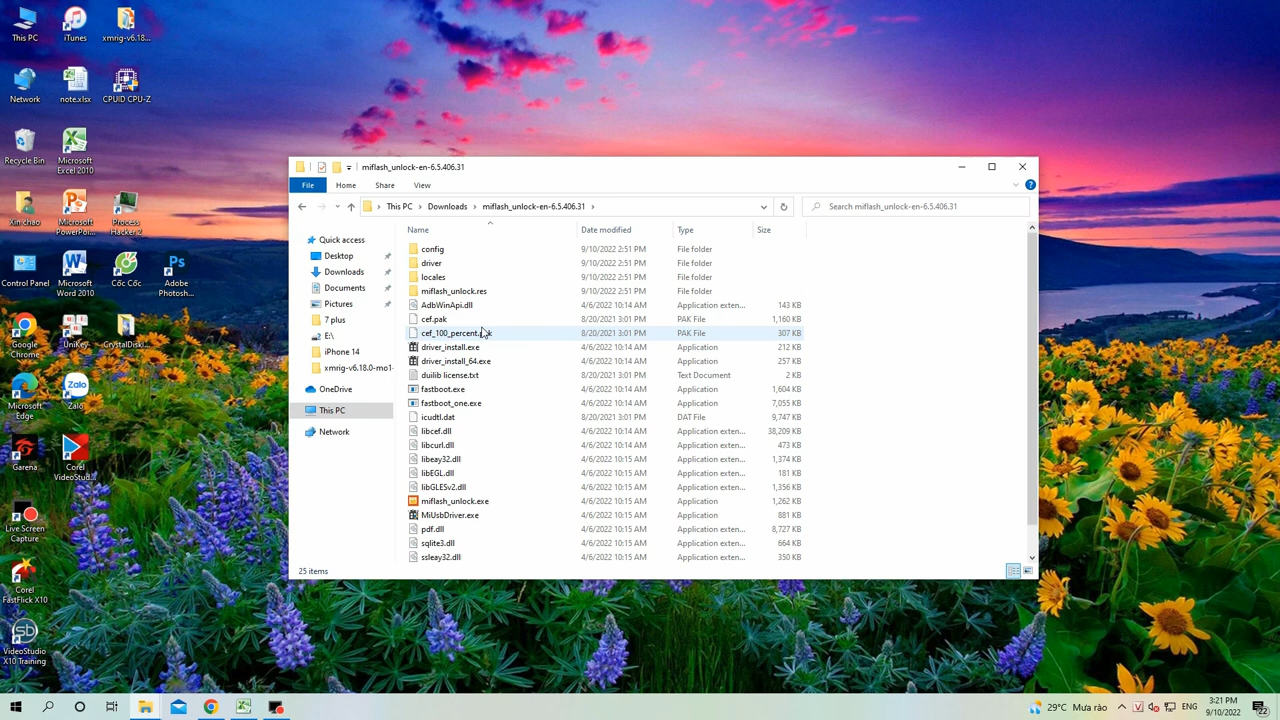 This PC
iTunes
xmrig-v6.18...
Network
note.xlsx
CPUID CPU-Z
Recycle Bin
Microsoft Excel 2010
Xin chao
Microsoft PowerPoi...
Process Hacker 2
Control Panel
Microsoft Word 2010
Cốc Cốc
Adobe Photosh...
Google Chrome
UniKey
CrystalDiski...
Microsoft Edge
Zalo
Garena
Corel VideoStud...
Live Screen Capture
Corel FastFlick X10
VideoStudio X10 Training
miflash_unlock-en-6.5.406.31
File Home Share View
This PC Downloads miflash_unlock-en-6.5.406.31
Search miflash_unlock-en-6.5.406.31
Quick access
Desktop
Downloads
Documents
Pictures
7 plus
E:\
iPhone 14
xmrig-v6.18.0-mo1-
OneDrive
This PC
Network
Name Date modified Type Size
config 9/10/2022 2:51 PM File folder
driver 9/10/2022 2:51 PM File folder
locales 9/10/2022 2:51 PM File folder
miflash_unlock.res 9/10/2022 2:51 PM File folder
AdbWinApi.dll 4/6/2022 10:14 AM Application exten... 143 KB
cef.pak 8/20/2021 3:01 PM PAK File 1,160 KB
cef_100_percent.pak 8/20/2021 3:01 PM PAK File 307 KB
driver_install.exe 4/6/2022 10:14 AM Application 212 KB
driver_install_64.exe 4/6/2022 10:14 AM Application 257 KB
duilib license.txt 8/20/2021 3:01 PM Text Document 2 KB
fastboot.exe 4/6/2022 10:14 AM Application 1,604 KB
fastboot_one.exe 4/6/2022 10:14 AM Application 7,055 KB
icudtl.dat 8/20/2021 3:01 PM DAT File 9,747 KB
libcef.dll 4/6/2022 10:14 AM Application exten... 38,209 KB
libcurl.dll 4/6/2022 10:14 AM Application exten... 473 KB
libeay32.dll 4/6/2022 10:15 AM Application exten... 1,374 KB
libEGL.dll 4/6/2022 10:15 AM Application exten... 181 KB
libGLESv2.dll 4/6/2022 10:15 AM Application exten... 1,356 KB
miflash_unlock.exe 4/6/2022 10:15 AM Application 1,262 KB
MiUsbDriver.exe 4/6/2022 10:15 AM Application 881 KB
pdf.dll 4/6/2022 10:15 AM Application exten... 8,727 KB
sqlite3.dll 4/6/2022 10:15 AM Application exten... 664 KB
ssleay32.dll 4/6/2022 10:15 AM Application exten... 350 KB
25 items
29°C Mưa rào
ENG
3:21 PM
9/10/2022
22